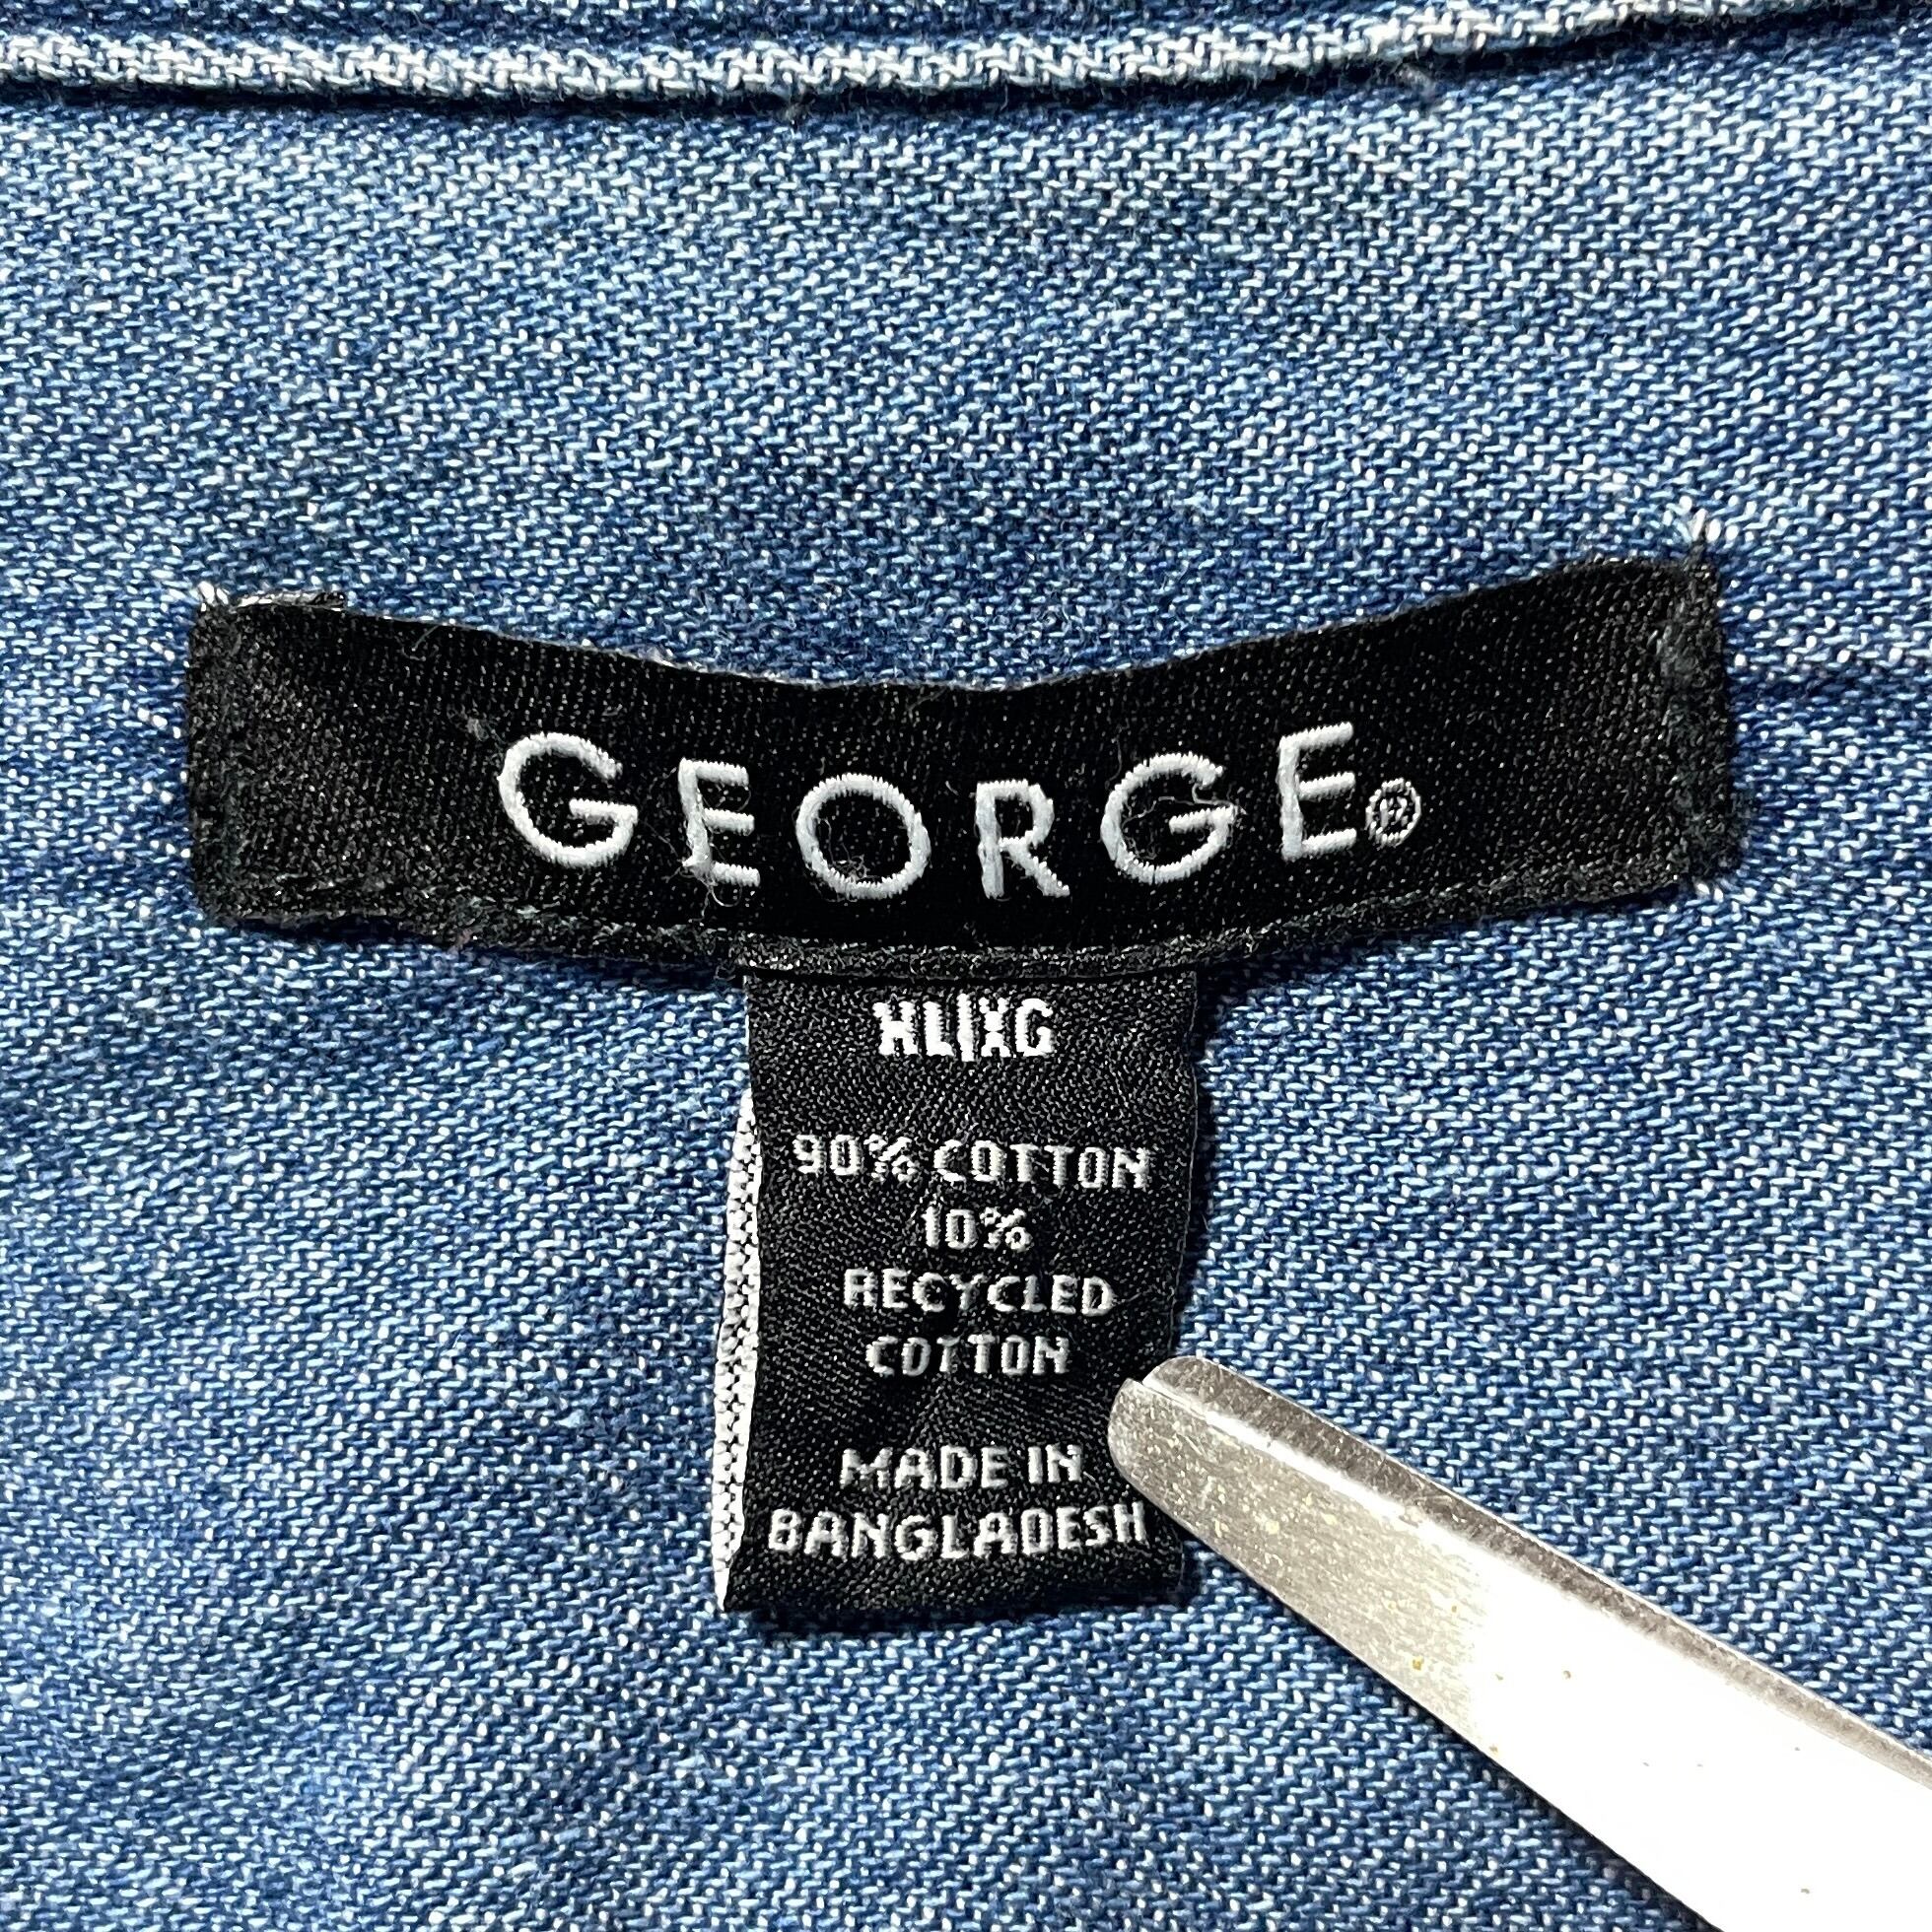 GEORGE®
XL|XG
90% COTTON
10%
RECYCLED
COTTON
MADE IN
BANGLADESH